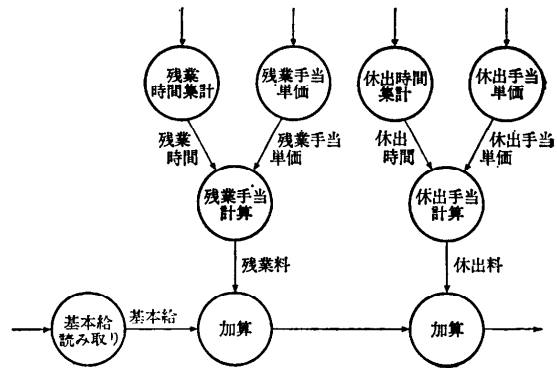 残業
時間集計
残業手当
単価
休出時間
集計
休出手当
単価
残業
時間
残業手当
単価
休出
時間
休出手当
単価
残業手当
計算
休出手当
計算
残業料
休出料
基本給
読み取り
基本給
加算
加算